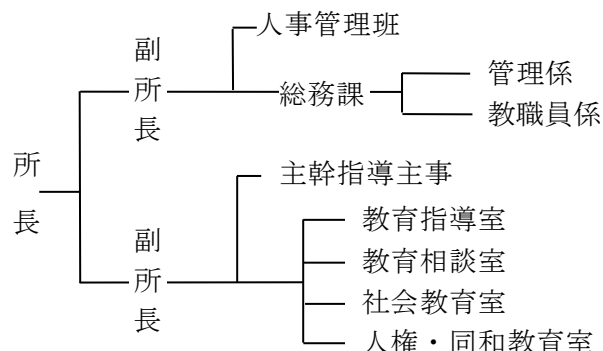 所長
副所長
人事管理班
総務課
管理係
教職員係
副所長
主幹指導主事
教育指導室
教育相談室
社会教育室
人権・同和教育室